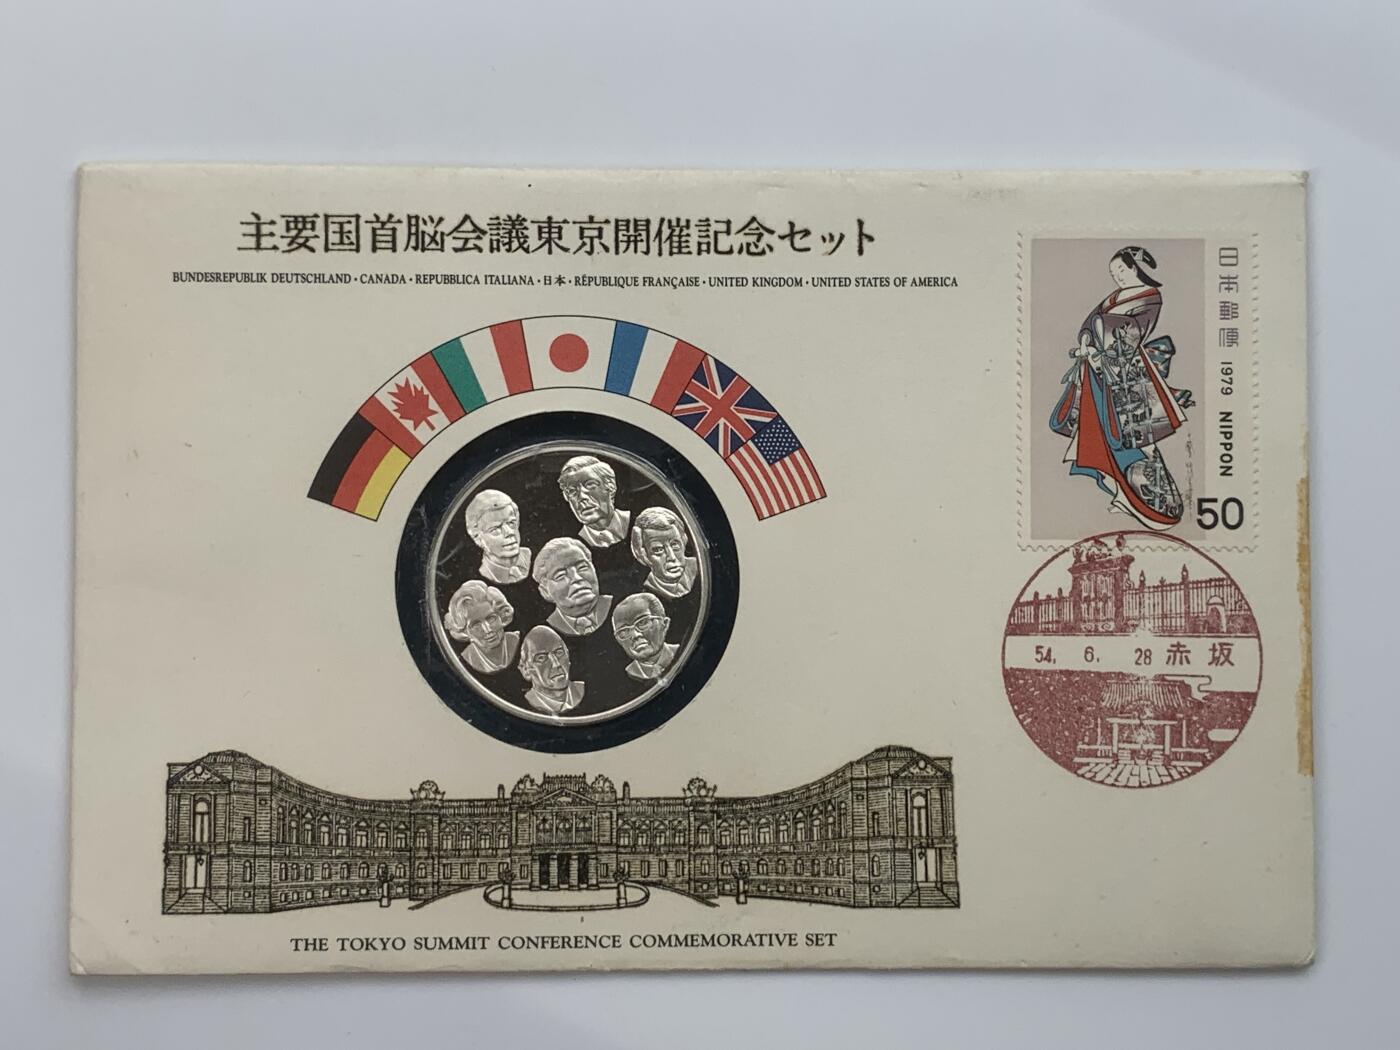 主要国首脳会議東京開催記念セット
BUNDESREPUBLIK DEUTSCHLAND・CANADA・REPUBBLICA ITALIANA・日本・RÉPUBLIQUE FRANÇAISE・UNITED KINGDOM・UNITED STATES OF AMERICA
日本郵便 1979 NIPPON
50
54. 6. 28 赤坂
THE TOKYO SUMMIT CONFERENCE COMMEMORATIVE SET